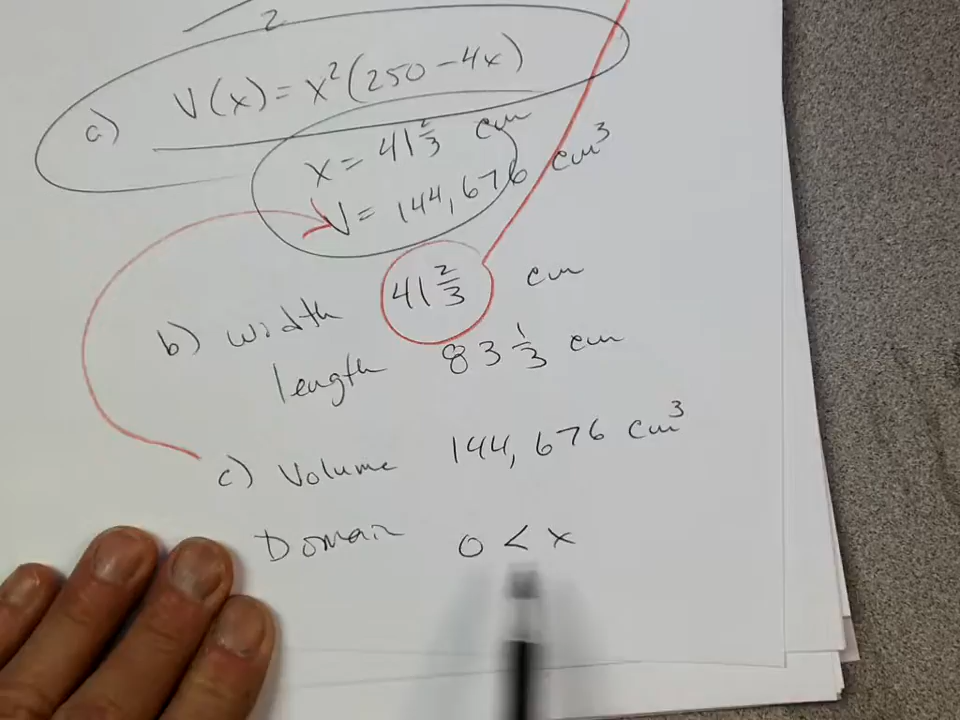 2
a) V(x) = x²(250-4x)
x = 41 2/3 cm
V = 144,676 cm³
b) width 41 2/3 cm
length 83 1/3 cm
c) Volume 144,676 cm³
Domain 0 < x